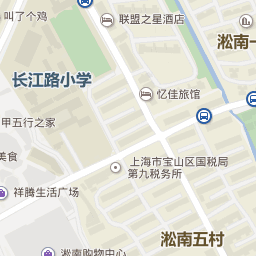 叫了个鸡
联盟之星酒店
淞南一
长江路小学
忆佳旅馆
甲五行之家
美食
上海市宝山区国税局
第九税务所
祥腾生活广场
淞南五村
淞南购物中心